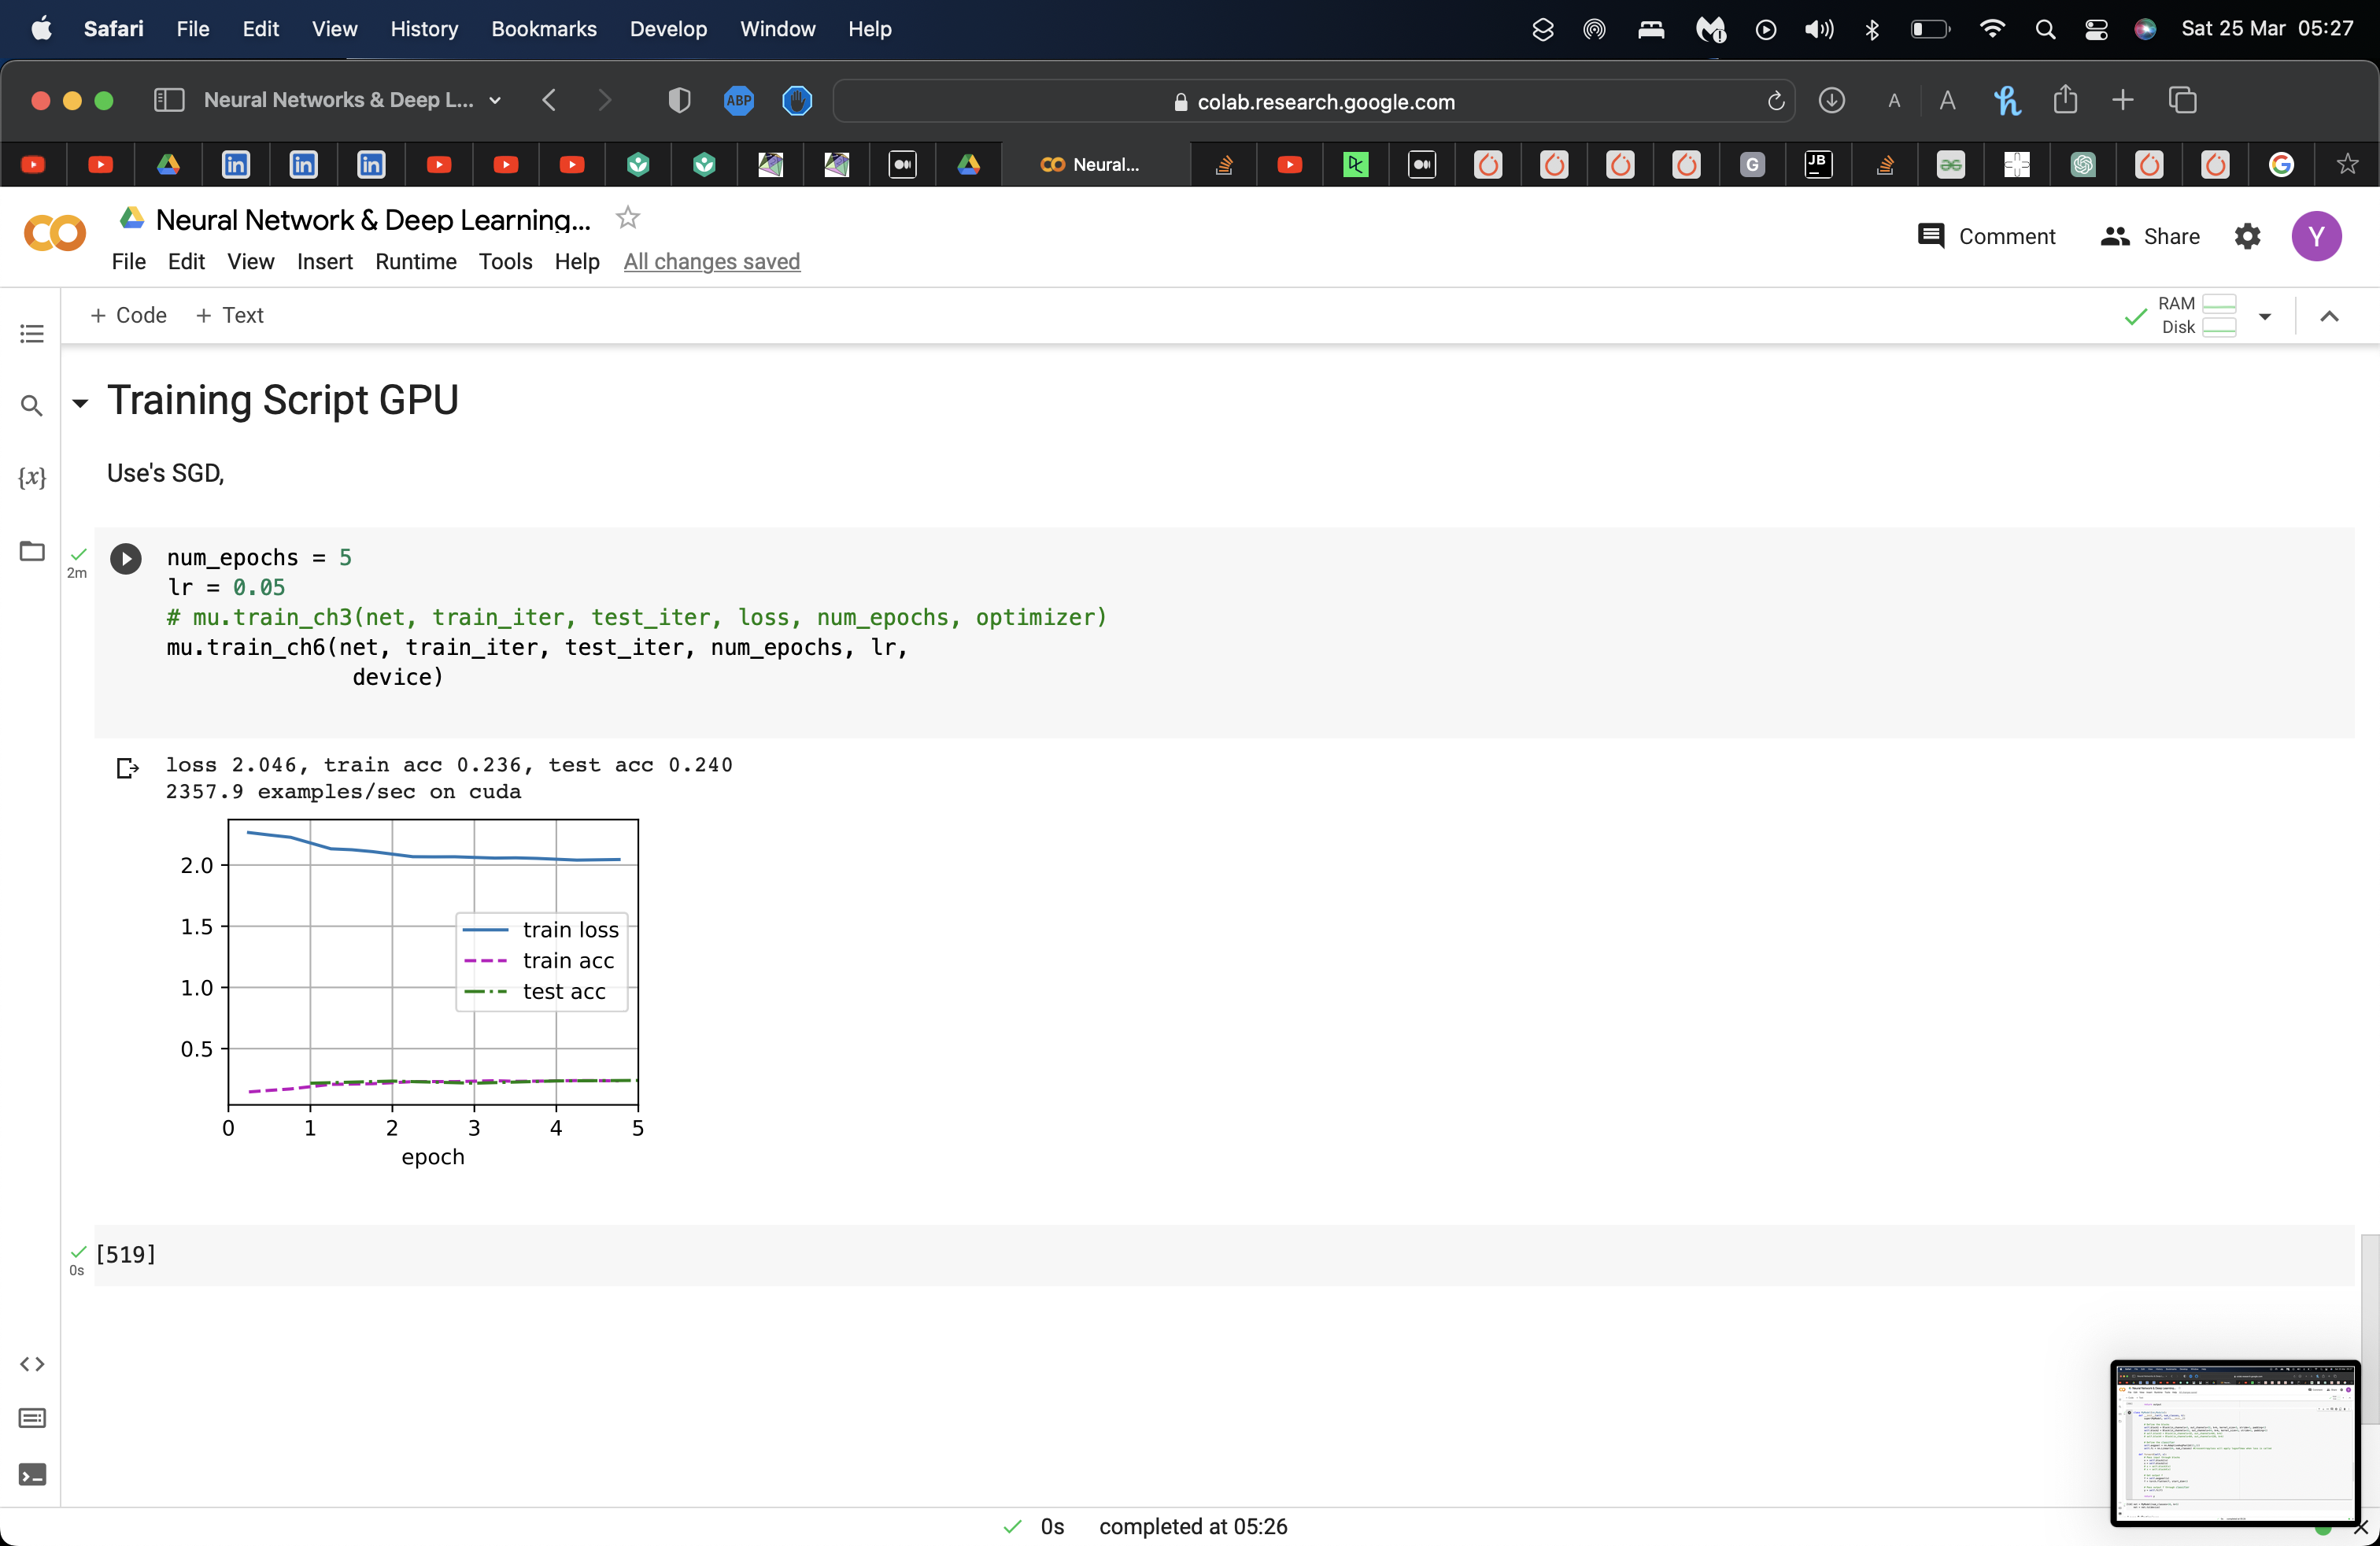 Safari File Edit View History Bookmarks Develop Window Help Sat 25 Mar 05:27
Neural Networks & Deep L... ABP colab.research.google.com A A
Neural... G JB
Neural Network & Deep Learning...
File Edit View Insert Runtime Tools Help All changes saved
Comment Share Y
+ Code + Text
RAM
Disk
Training Script GPU
{x}
Use's SGD,
2m
num_epochs = 5
lr = 0.05
# mu.train_ch3(net, train_iter, test_iter, loss, num_epochs, optimizer)
mu.train_ch6(net, train_iter, test_iter, num_epochs, lr,
device)
loss 2.046, train acc 0.236, test acc 0.240
2357.9 examples/sec on cuda
2.0
1.5
1.0
0.5
train loss
train acc
test acc
0 1 2 3 4 5
epoch
[519]
0s
0s completed at 05:26